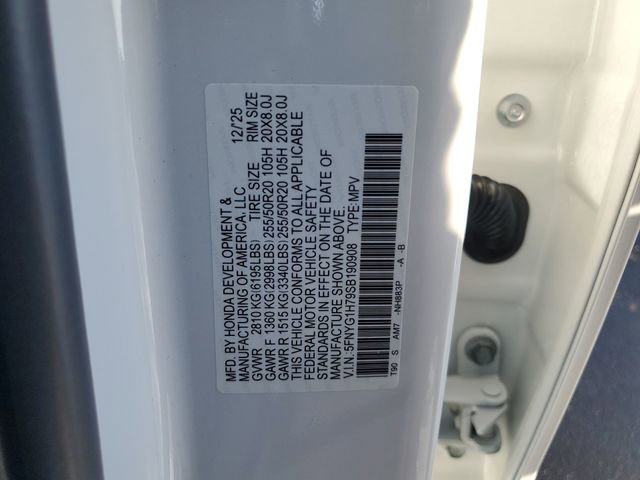 MFD. BY HONDA DEVELOPMENT &
MANUFACTURING OF AMERICA, LLC 12/'25
GVWR 2810 KG(6195LBS) TIRE SIZE RIM SIZE
GAWR F 1360 KG(2998LBS) 255/50R20 105H 20X8.0J
GAWR R 1515 KG(3340LBS) 255/50R20 105H 20X8.0J
THIS VEHICLE CONFORMS TO ALL APPLICABLE
FEDERAL MOTOR VEHICLE SAFETY
STANDARDS IN EFFECT ON THE DATE OF
MANUFACTURE SHOWN ABOVE.
V.I.N. 5FNYG1H79SB190908 TYPE:MPV
T90 S AM7 -NH883P -A -B